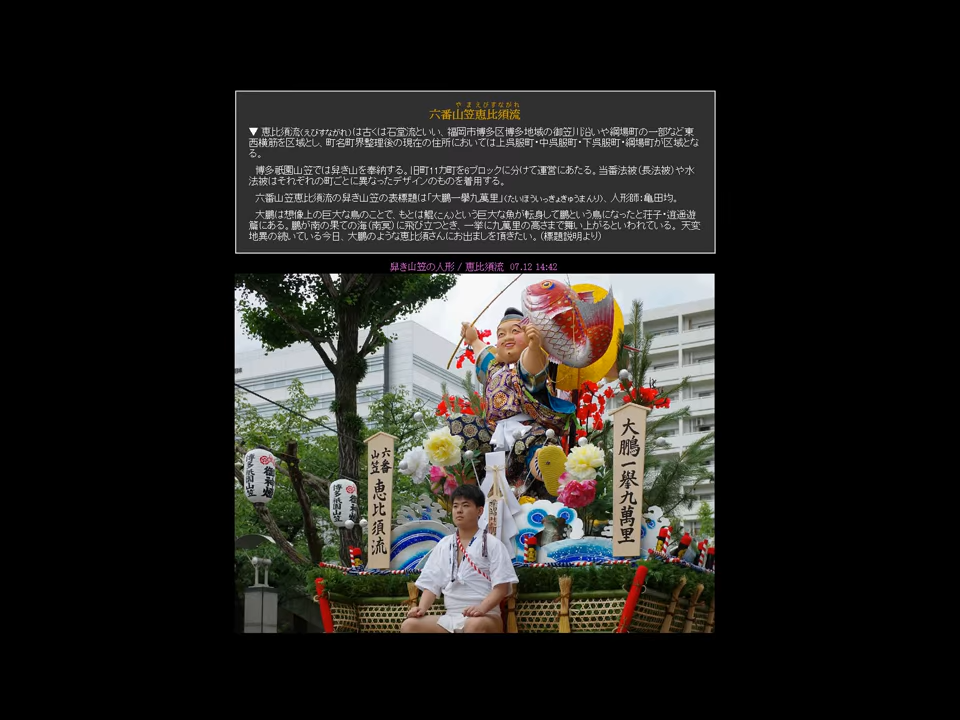 やまえびすながれ
六番山笠恵比須流
▼ 恵比須流(えびすながれ)は古くは石堂流といい、福岡市博多区博多地域の御笠川沿いや綱場町の一部など東
西横筋を区域とし、町名町界整理後の現在の住所においては上呉服町・中呉服町・下呉服町・綱場町が区域とな
る。
博多祇園山笠では舁き山を奉納する。旧町11カ町を6ブロックに分けて運営にあたる。当番法被(長法被)や水
法被はそれぞれの町ごとに異なったデザインのものを着用する。
六番山笠恵比須流の舁き山の表標題は「大鵬一擧九萬里」(たいほういっきょきゅうまんり)、人形師：亀田均。
大鵬は想像上の巨大な鳥のことで、もとは鯤(こん)という巨大な魚が転身して鵬という鳥になったと荘子・逍遥遊
篇にある。鵬が南の果ての海(南冥)に飛び立つとき、一挙に九萬里の高さまで舞い上がるといわれている。 天変
地異の続いている今日、大鵬のような恵比須さんにお出ましを頂きたい。(標題説明より)
舁き山笠の人形 / 恵比須流 07.12 14:42
大鵬一擧九萬里
六番
山笠
恵比須流
博多祇園山笠
博多祇園山笠